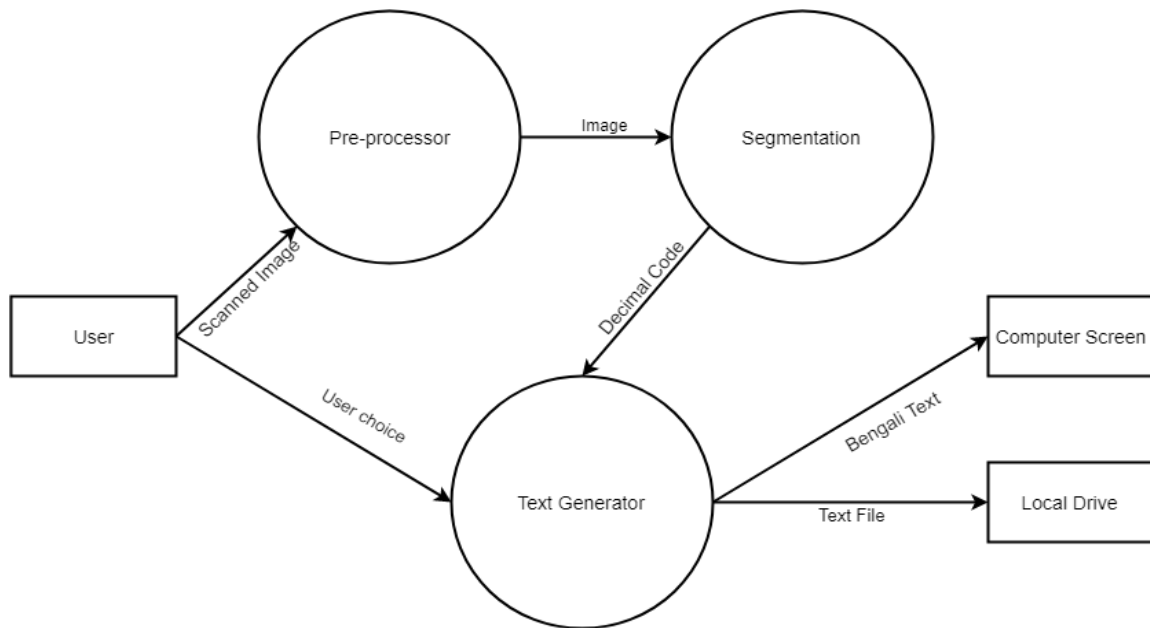 Pre-processor
Image
Segmentation
Scanned Image
Decimal Code
User
Computer Screen
User choice
Bengali Text
Text Generator
Text File
Local Drive